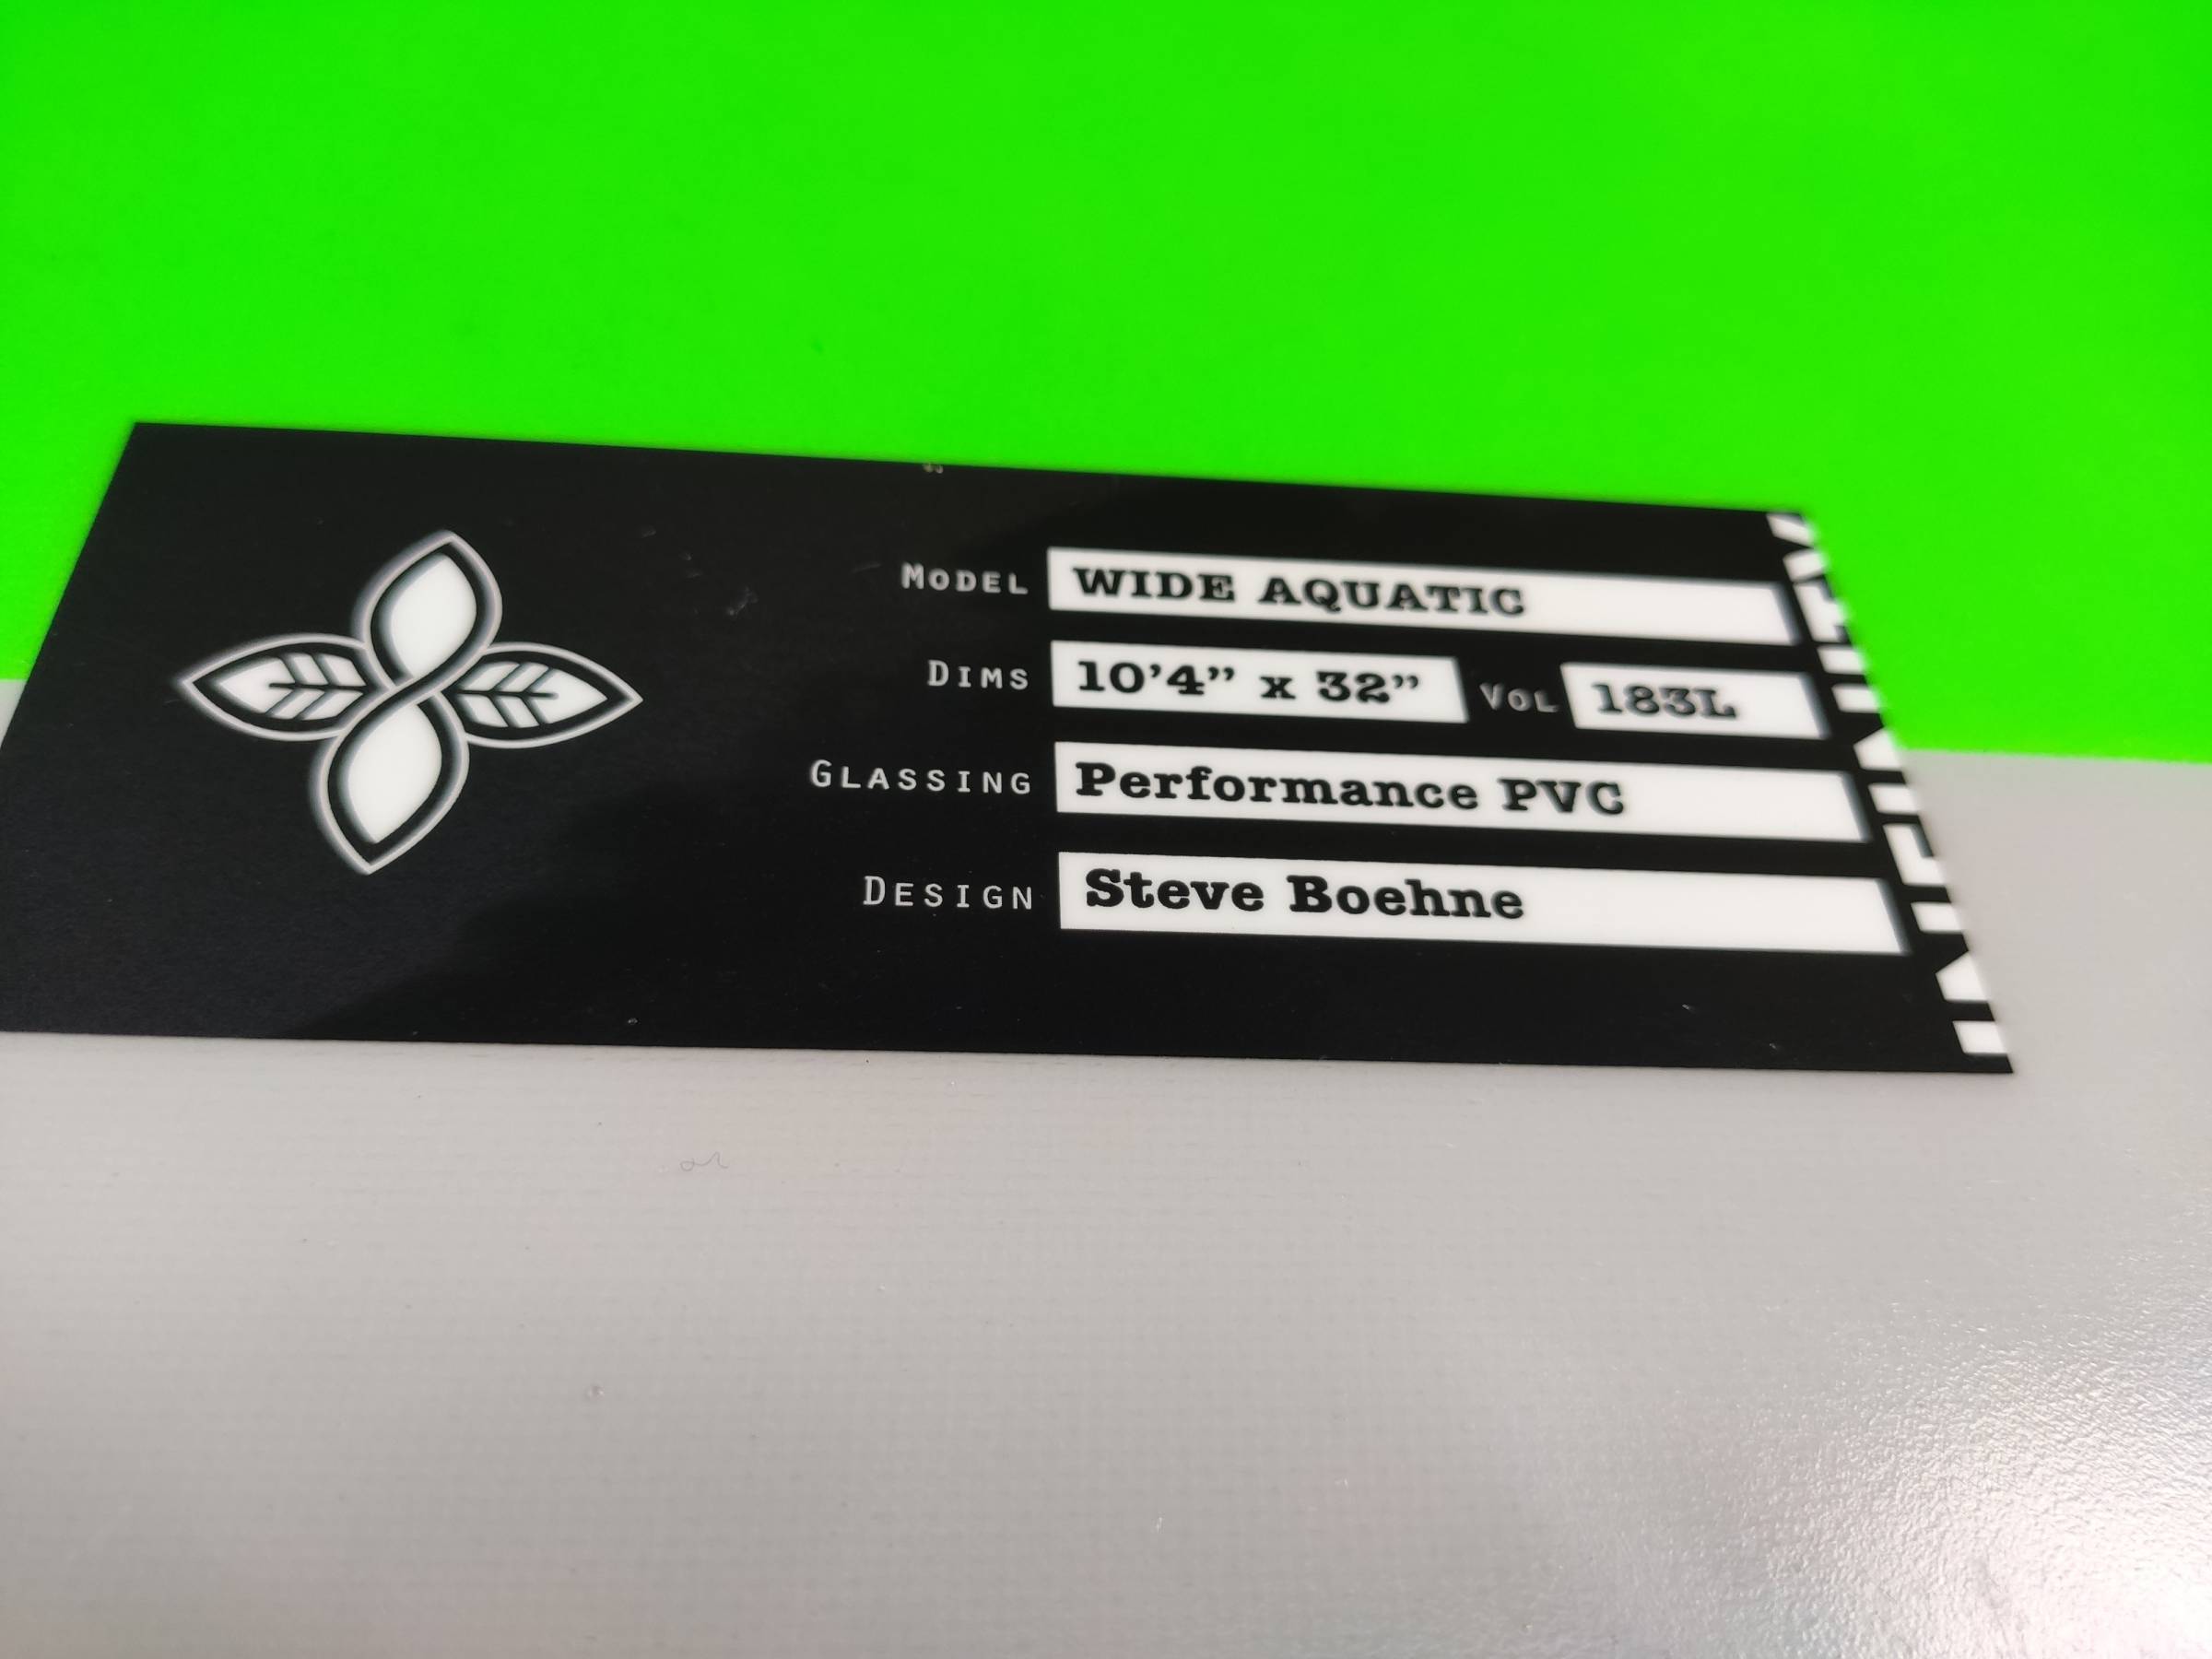 MODEL WIDE AQUATIC
DIMS 10’4” x 32” VOL 183L
GLASSING Performance PVC
DESIGN Steve Boehne